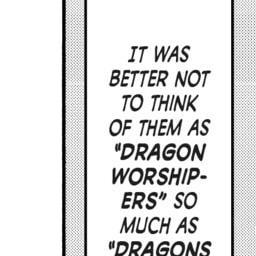 IT WAS
BETTER NOT
TO THINK
OF THEM AS
"DRAGON
WORSHIP-
ERS" SO
MUCH AS
"DRAGONS